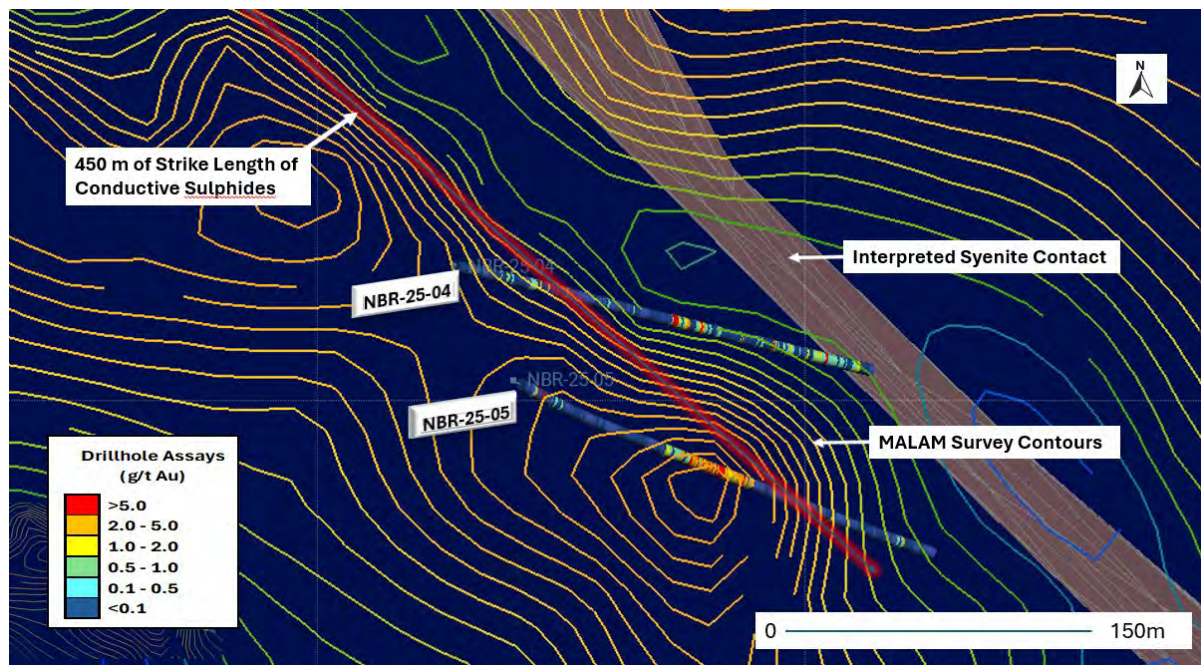 N
450 m of Strike Length of
Conductive Sulphides
Interpreted Syenite Contact
NBR-25-04
NBR-25-04
NBR-25-05
NBR-25-05
MALAM Survey Contours
Drillhole Assays
(g/t Au)
>5.0
2.0 - 5.0
1.0 - 2.0
0.5 - 1.0
0.1 - 0.5
<0.1
0 150m